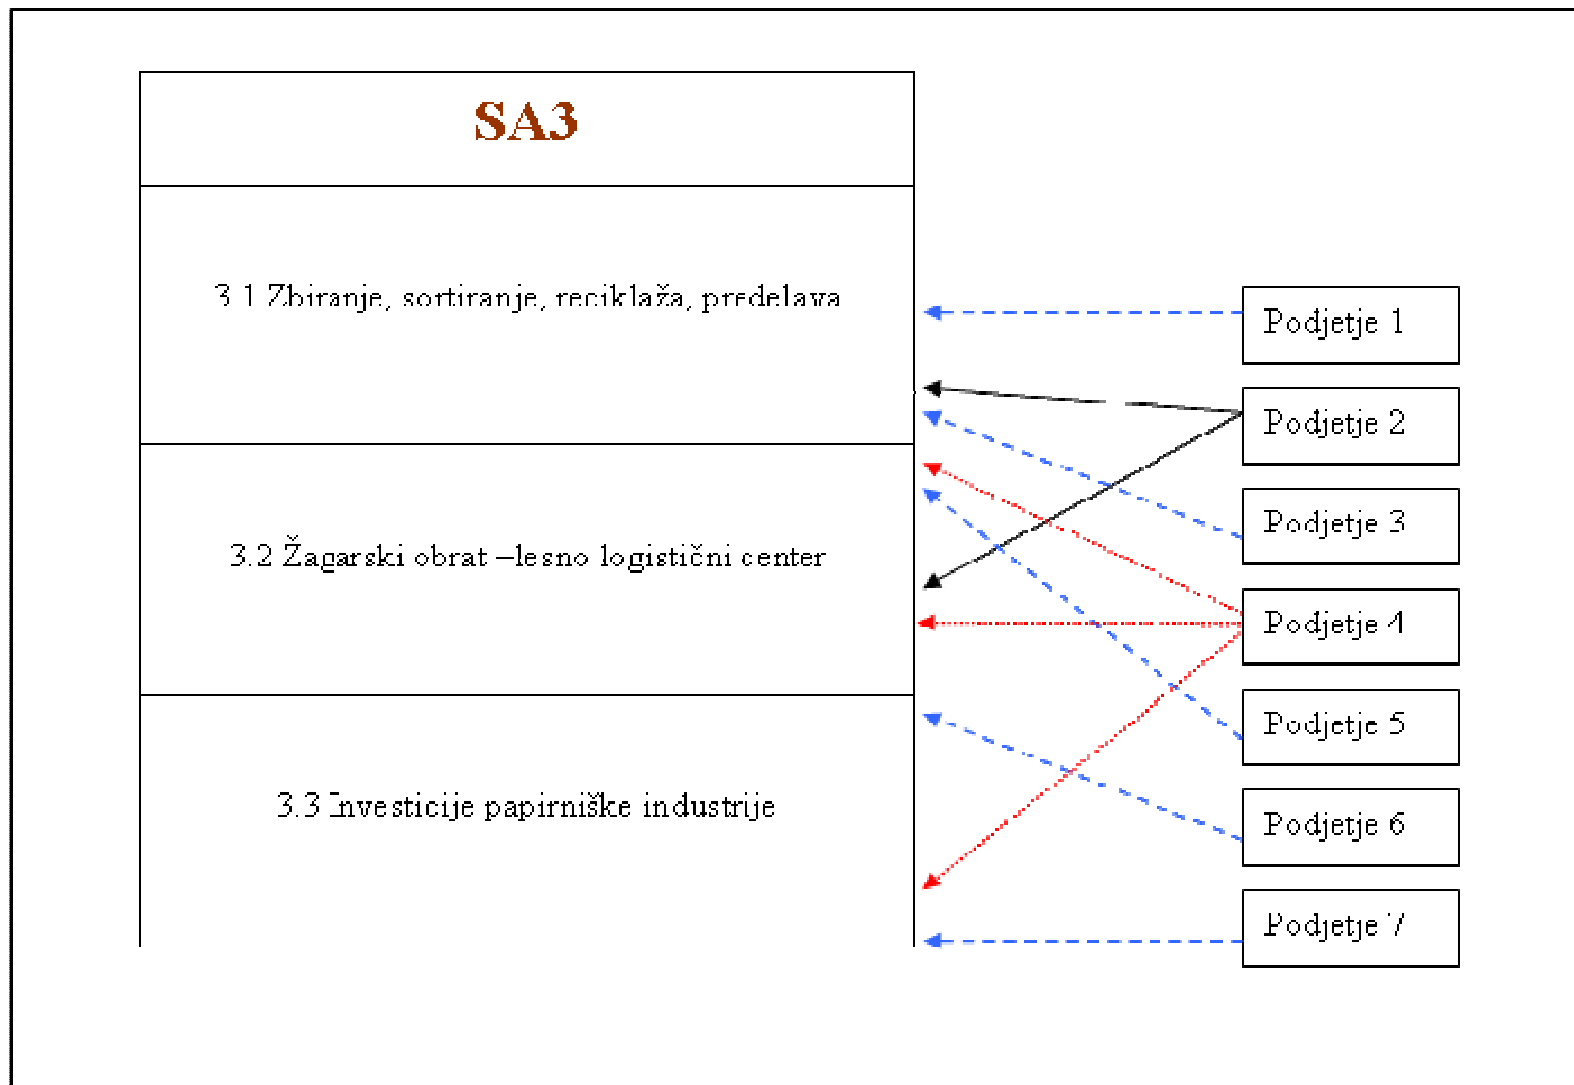 SA3
3.1 Zbiranje, sortiranje, reciklaža, predelava
Podjetje 1
Podjetje 2
Podjetje 3
3.2 Žagarski obrat –lesno logistični center
Podjetje 4
Podjetje 5
3.3 Investicije papirniške industrije
Podjetje 6
Podjetje 7